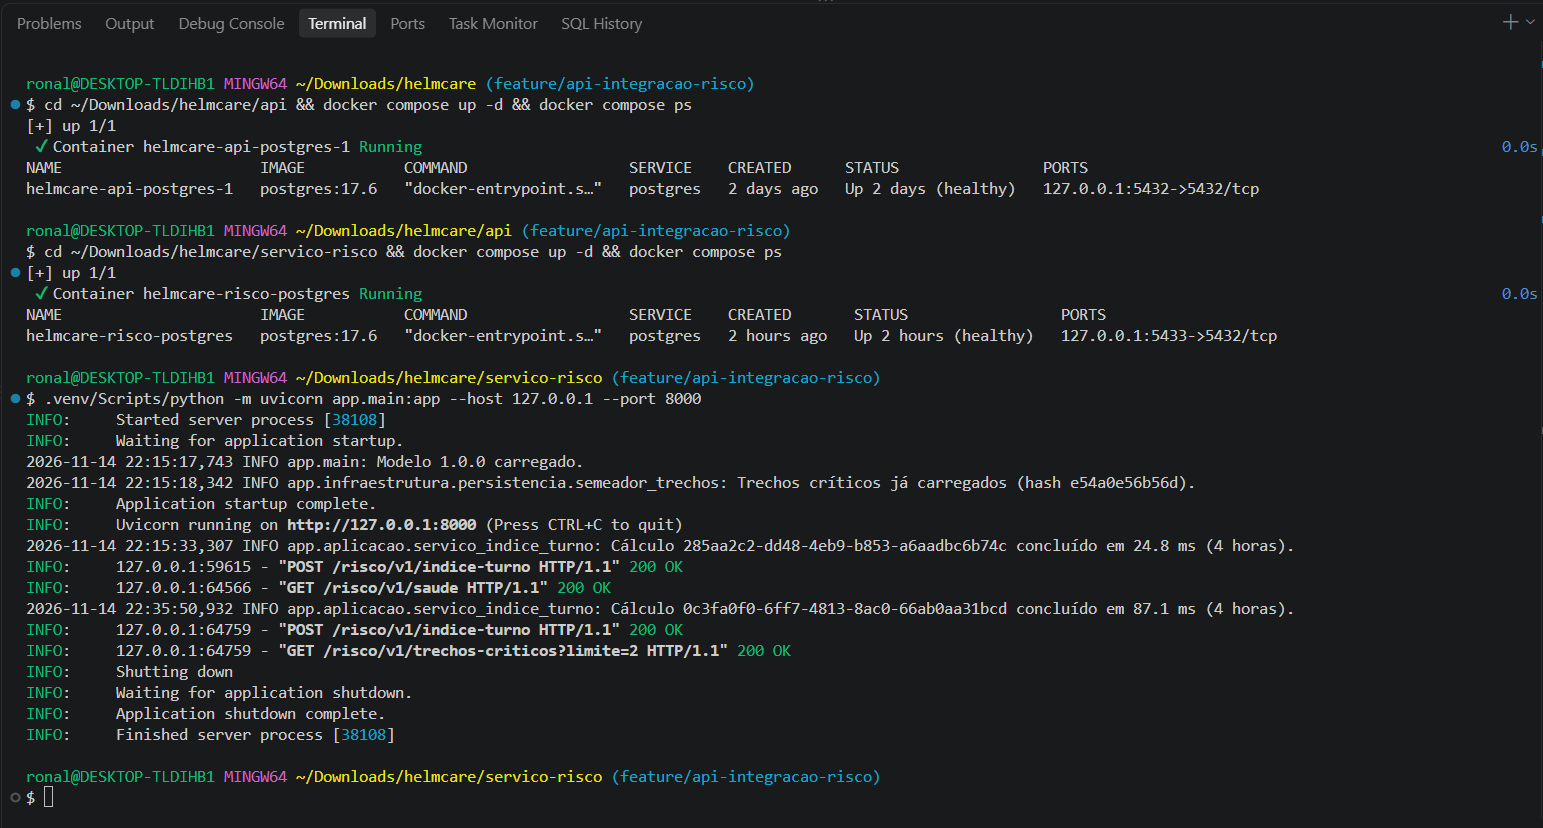 Problems Output Debug Console Terminal Ports Task Monitor SQL History
ronal@DESKTOP-TLDIHB1 MINGW64 ~/Downloads/helmcare (feature/api-integracao-risco)
$ cd ~/Downloads/helmcare/api && docker compose up -d && docker compose ps
[+] up 1/1
✓ Container helmcare-api-postgres-1 Running 0.0s
NAME IMAGE COMMAND SERVICE CREATED STATUS PORTS
helmcare-api-postgres-1 postgres:17.6 "docker-entrypoint.s…" postgres 2 days ago Up 2 days (healthy) 127.0.0.1:5432->5432/tcp
ronal@DESKTOP-TLDIHB1 MINGW64 ~/Downloads/helmcare/api (feature/api-integracao-risco)
$ cd ~/Downloads/helmcare/servico-risco && docker compose up -d && docker compose ps
[+] up 1/1
✓ Container helmcare-risco-postgres Running 0.0s
NAME IMAGE COMMAND SERVICE CREATED STATUS PORTS
helmcare-risco-postgres postgres:17.6 "docker-entrypoint.s…" postgres 2 hours ago Up 2 hours (healthy) 127.0.0.1:5433->5432/tcp
ronal@DESKTOP-TLDIHB1 MINGW64 ~/Downloads/helmcare/servico-risco (feature/api-integracao-risco)
$ .venv/Scripts/python -m uvicorn app.main:app --host 127.0.0.1 --port 8000
INFO: Started server process [38108]
INFO: Waiting for application startup.
2026-11-14 22:15:17,743 INFO app.main: Modelo 1.0.0 carregado.
2026-11-14 22:15:18,342 INFO app.infraestrutura.persistencia.semeador_trechos: Trechos críticos já carregados (hash e54a0e56b56d).
INFO: Application startup complete.
INFO: Uvicorn running on http://127.0.0.1:8000 (Press CTRL+C to quit)
2026-11-14 22:15:33,307 INFO app.aplicacao.servico_indice_turno: Cálculo 285aa2c2-dd48-4eb9-b853-a6aadbc6b74c concluído em 24.8 ms (4 horas).
INFO: 127.0.0.1:59615 - "POST /risco/v1/indice-turno HTTP/1.1" 200 OK
INFO: 127.0.0.1:64566 - "GET /risco/v1/saude HTTP/1.1" 200 OK
2026-11-14 22:35:50,932 INFO app.aplicacao.servico_indice_turno: Cálculo 0c3fa0f0-6ff7-4813-8ac0-66ab0aa31bcd concluído em 87.1 ms (4 horas).
INFO: 127.0.0.1:64759 - "POST /risco/v1/indice-turno HTTP/1.1" 200 OK
INFO: 127.0.0.1:64759 - "GET /risco/v1/trechos-criticos?limite=2 HTTP/1.1" 200 OK
INFO: Shutting down
INFO: Waiting for application shutdown.
INFO: Application shutdown complete.
INFO: Finished server process [38108]
ronal@DESKTOP-TLDIHB1 MINGW64 ~/Downloads/helmcare/servico-risco (feature/api-integracao-risco)
$